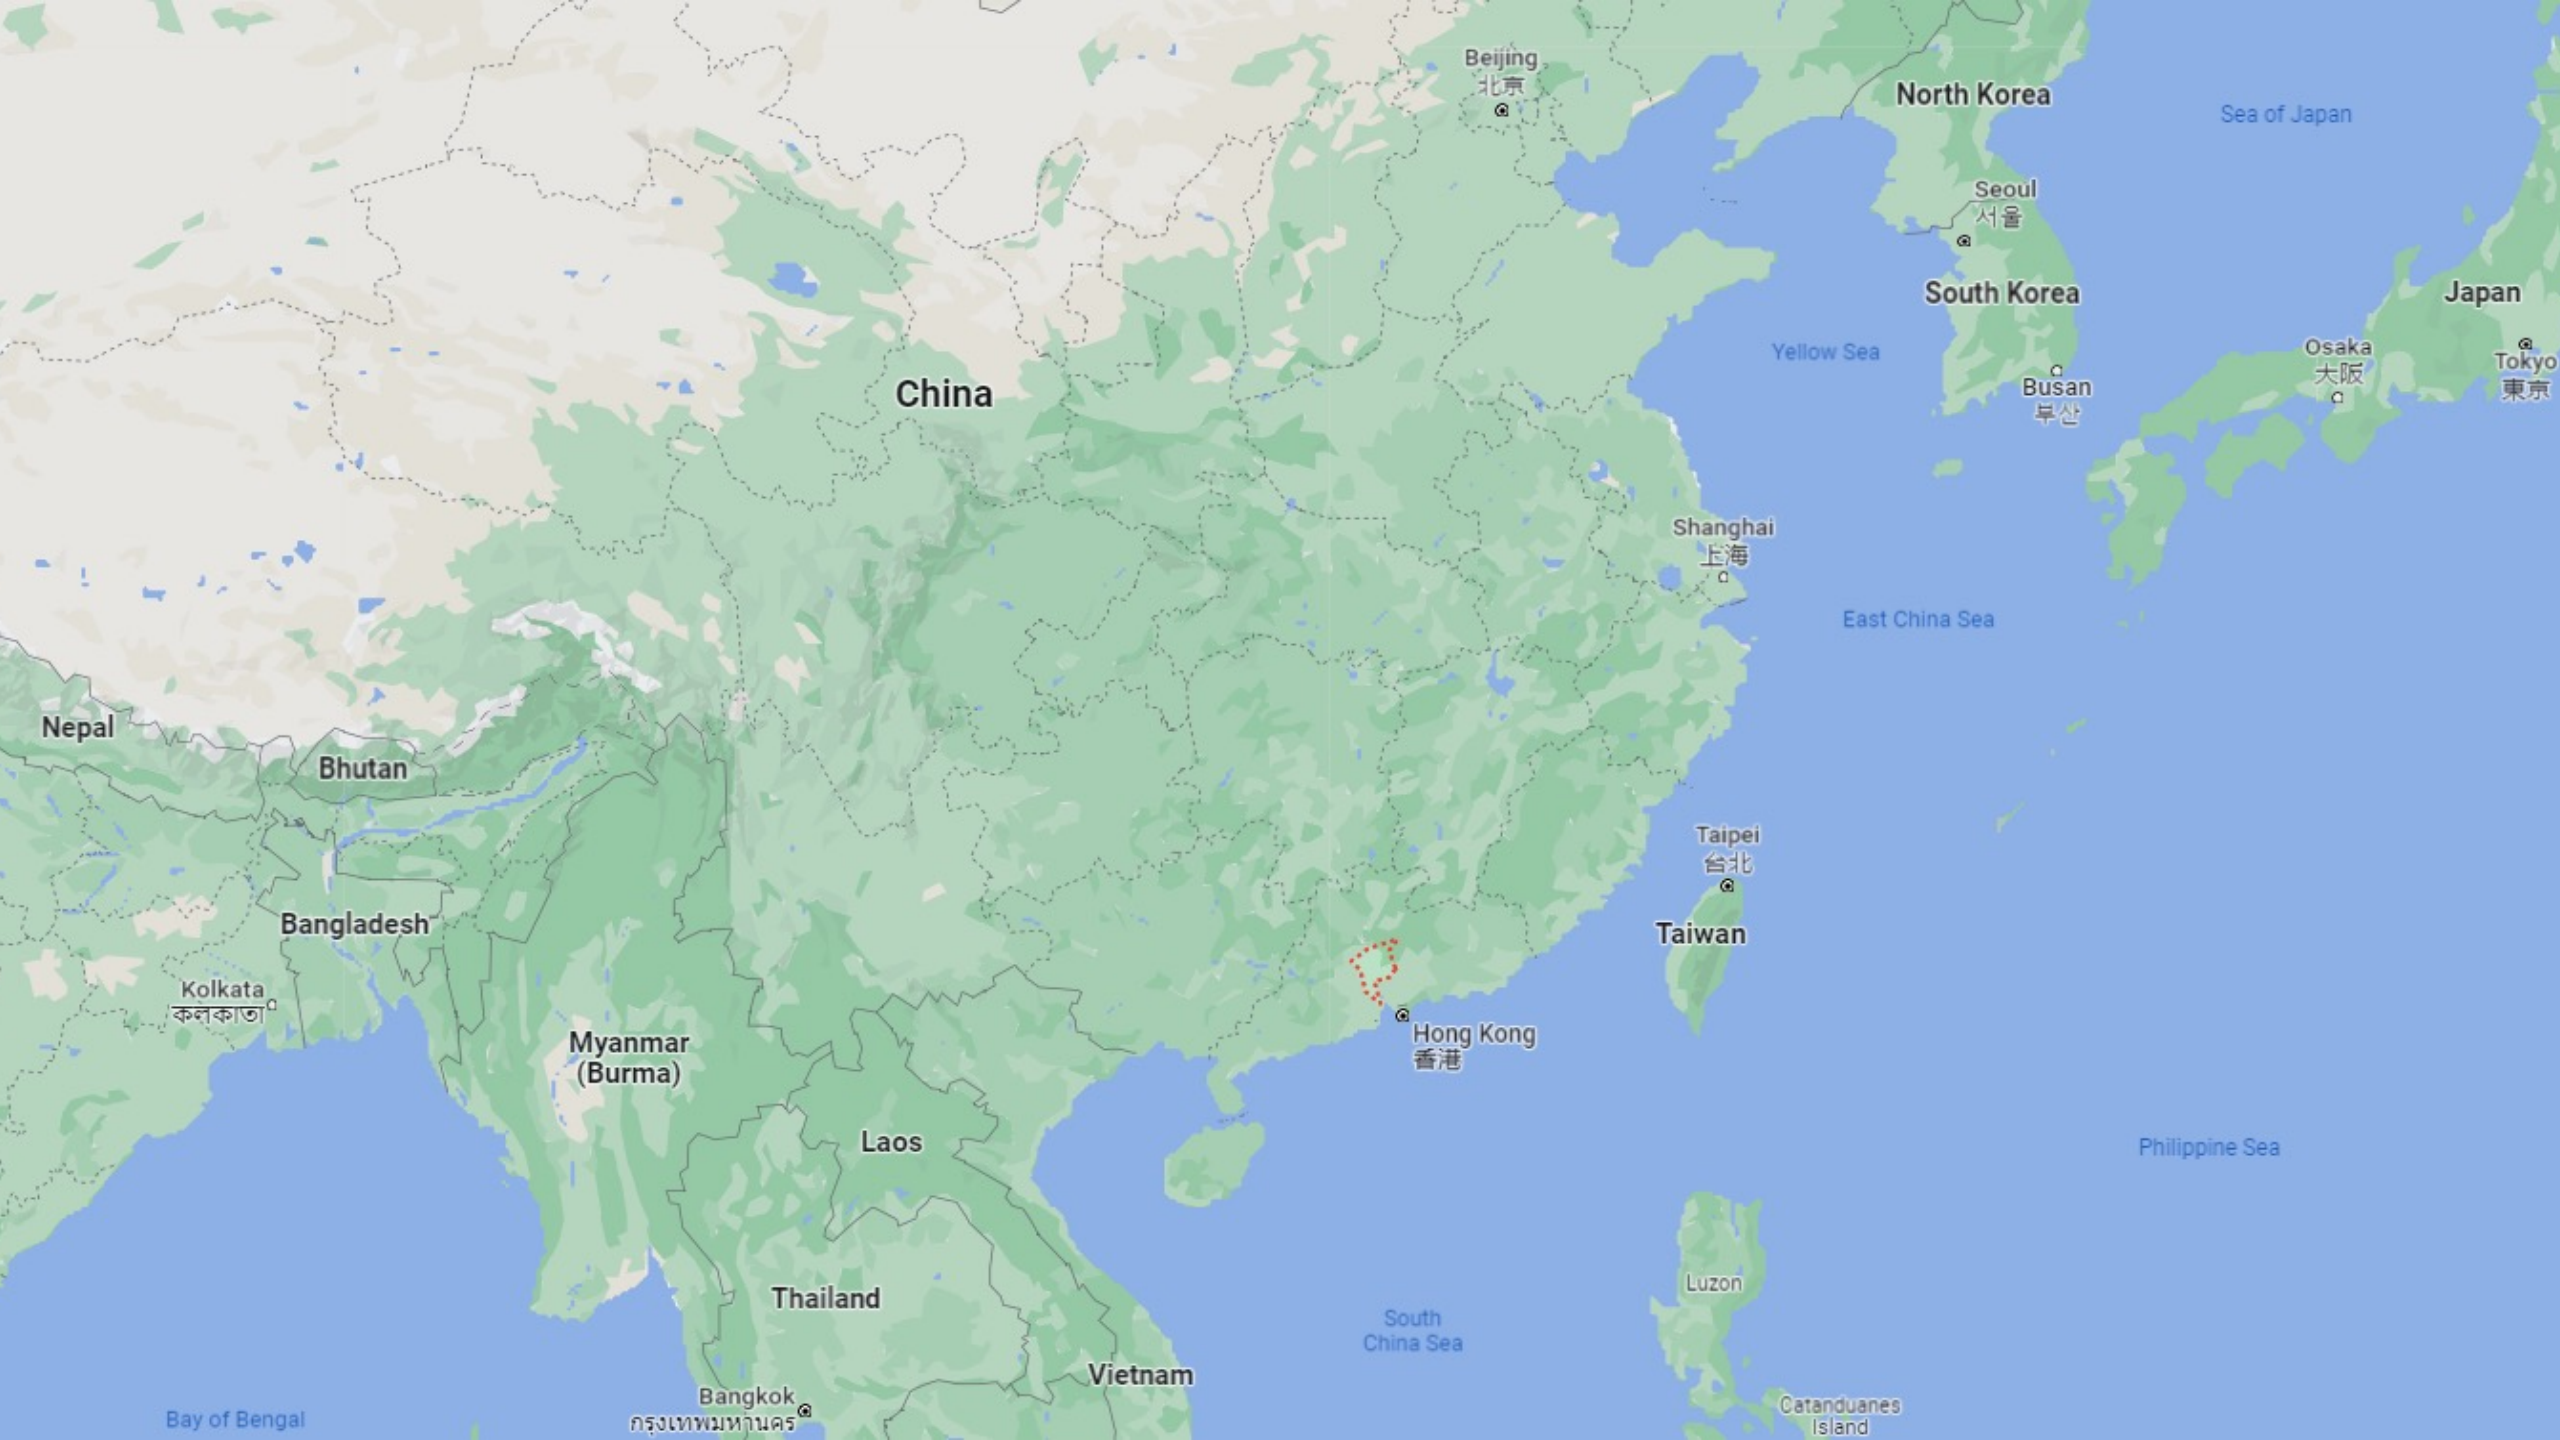 Beijing
北京
North Korea
Sea of Japan
Seoul
서울
South Korea
Japan
Yellow Sea
Osaka
大阪
Tokyo
東京
Busan
부산
China
Shanghai
上海
East China Sea
Nepal
Bhutan
Taipei
台北
Bangladesh
Taiwan
Kolkata
কলকাতা
Myanmar
(Burma)
Hong Kong
香港
Laos
Philippine Sea
Luzon
Thailand
South
China Sea
Vietnam
Bangkok
กรุงเทพมหานคร
Bay of Bengal
Catanduanes
Island